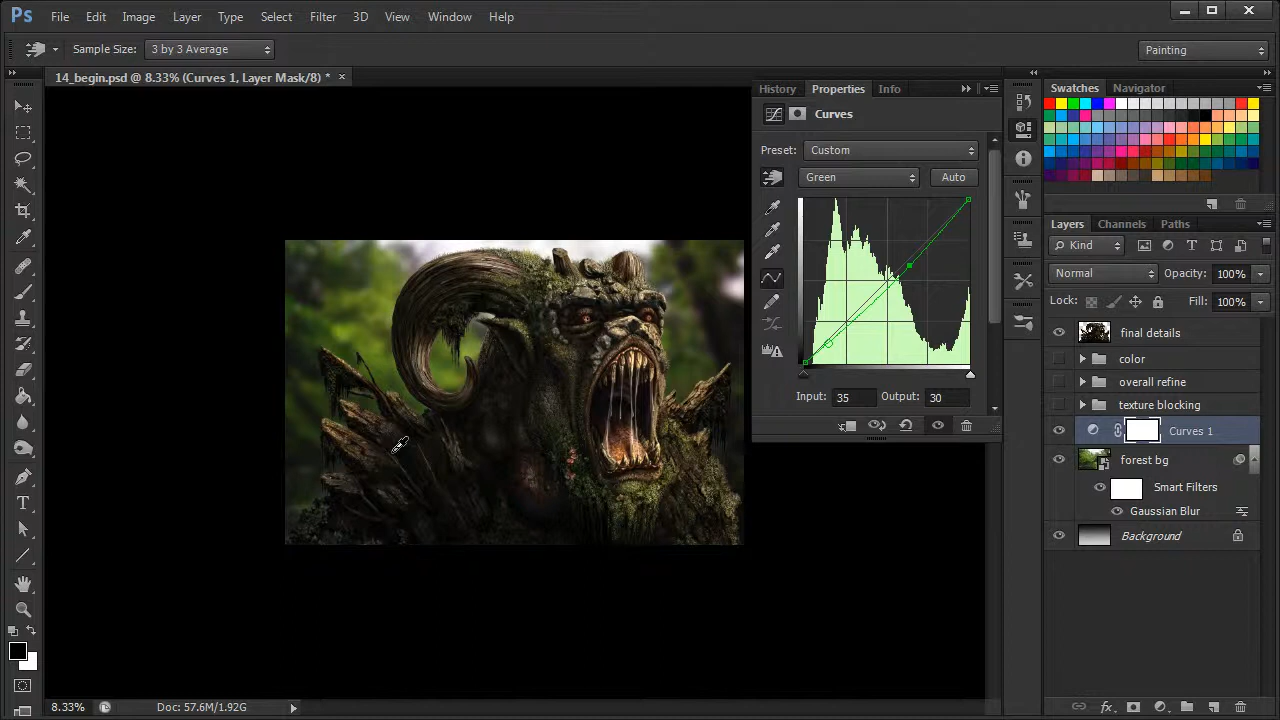 Ps File Edit Image Layer Type Select Filter 3D View Window Help
Sample Size: 3 by 3 Average Painting
14_begin.psd @ 8.33% (Curves 1, Layer Mask/8) *
History Properties Info
Swatches Navigator
Curves
Preset: Custom
Green Auto
Layers Channels Paths
Kind
Normal Opacity: 100%
Lock: Fill: 100%
final details
color
overall refine
texture blocking
Curves 1
forest bg
Smart Filters
Gaussian Blur
Background
Input: 35 Output: 30
8.33% Doc: 57.6M/1.92G